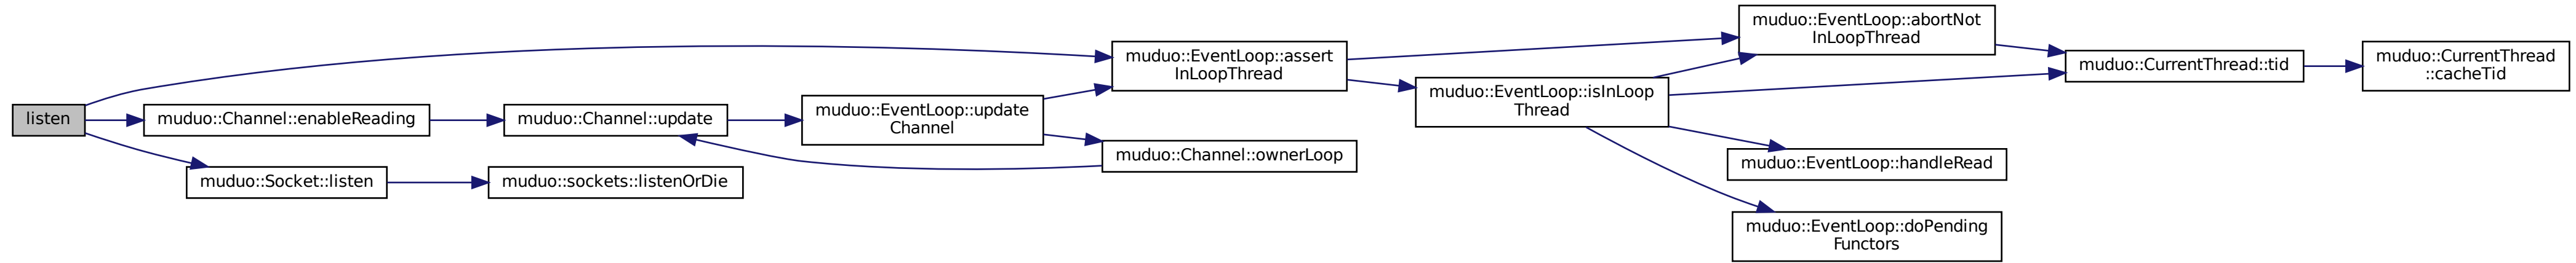 listen
muduo::Channel::enableReading
muduo::Socket::listen
muduo::Channel::update
muduo::sockets::listenOrDie
muduo::EventLoop::update
Channel
muduo::EventLoop::assert
InLoopThread
muduo::Channel::ownerLoop
muduo::EventLoop::isInLoop
Thread
muduo::EventLoop::abortNot
InLoopThread
muduo::EventLoop::handleRead
muduo::EventLoop::doPending
Functors
muduo::CurrentThread::tid
muduo::CurrentThread
::cacheTid